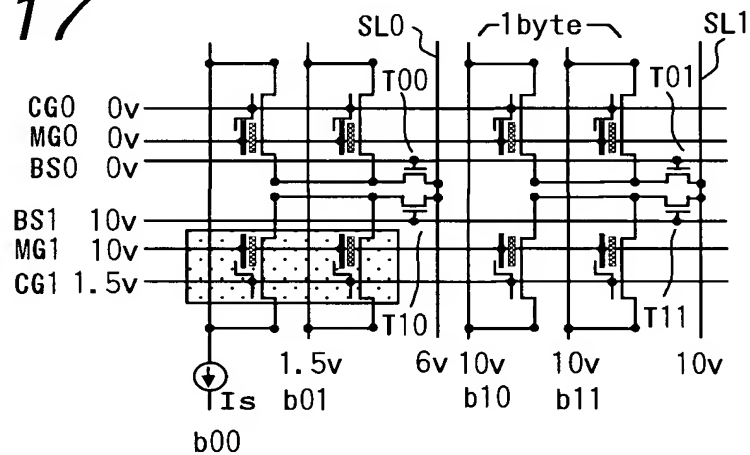 17
SL0 1byte SL1
T00 T01
CG0 0v
MG0 0v
BS0 0v
BS1 10v
MG1 10v
CG1 1.5v
T10 T11
1.5v 6v 10v 10v 10v
Is b01 b10 b11
b00